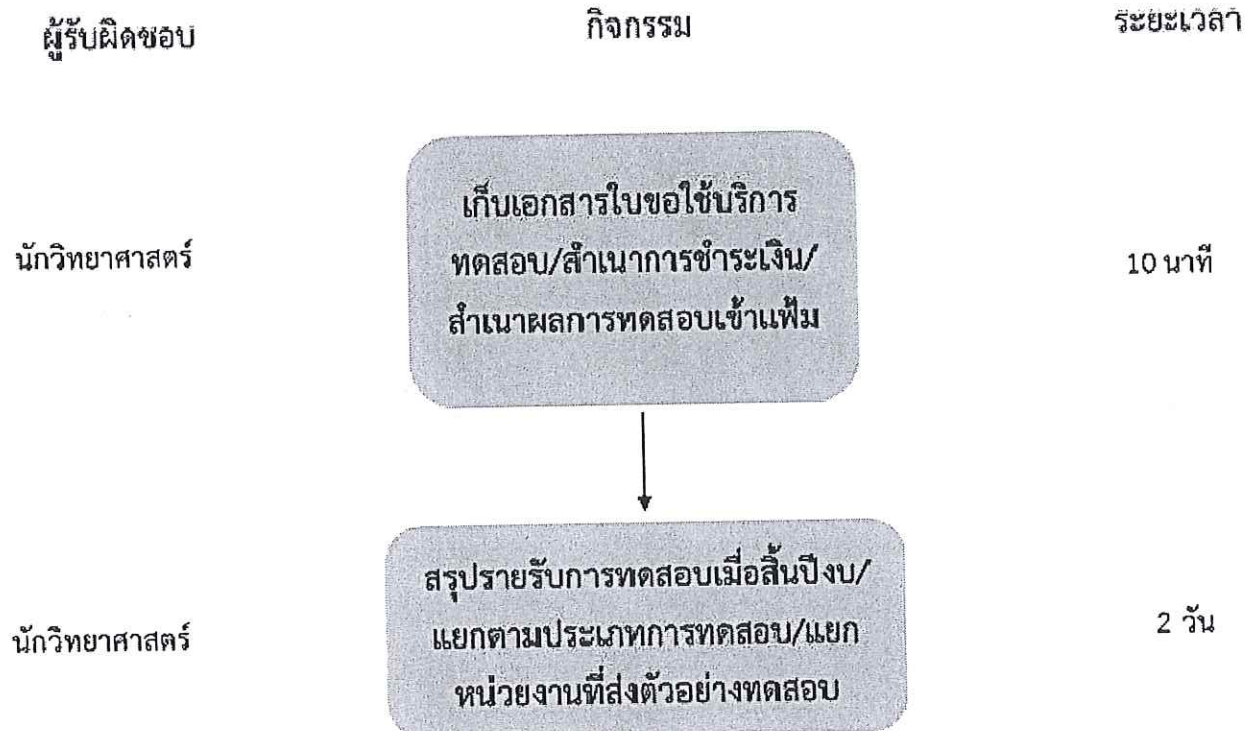 ผู้รับผิดชอบ กิจกรรม ระยะเวลา
เก็บเอกสารใบขอใช้บริการ
นักวิทยาศาสตร์ ทดสอบ/สำเนาการชำระเงิน/ 10 นาที
สำเนาผลการทดสอบเข้าแฟ้ม
สรุปรายรับการทดสอบเมื่อสิ้นปีงบ/
นักวิทยาศาสตร์ แยกตามประเภทการทดสอบ/แยก 2 วัน
หน่วยงานที่ส่งตัวอย่างทดสอบ